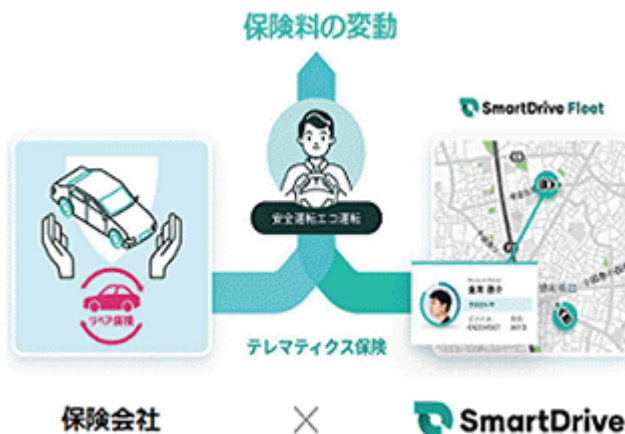 保険料の変動
SmartDrive Fleet
安全運転エコ運転
リペア保険
テレマティクス保険
保険会社
×
SmartDrive